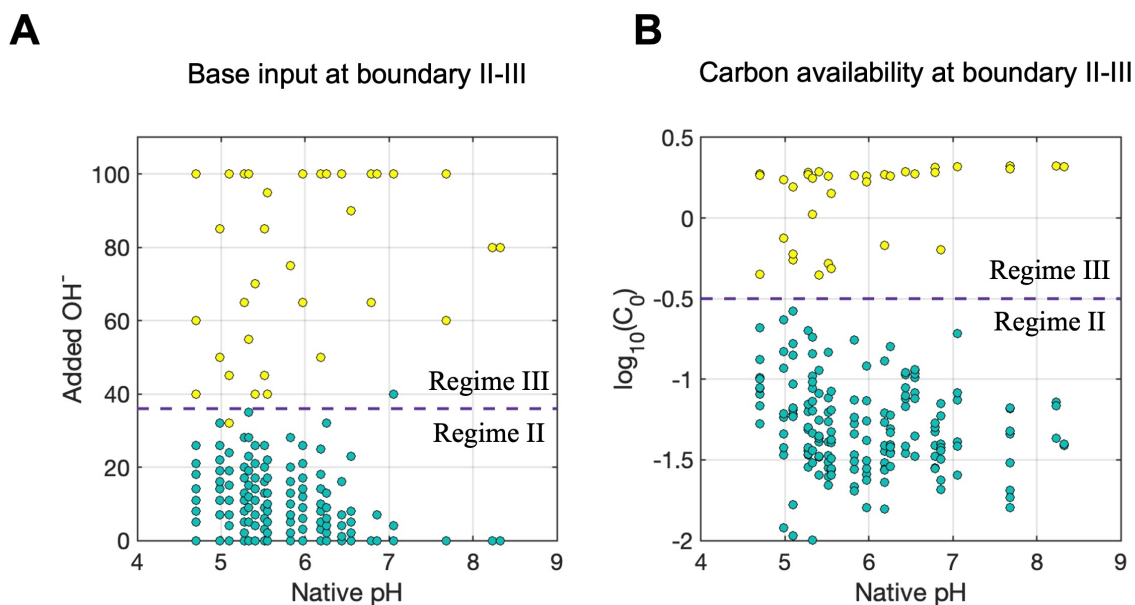 A
B
Base input at boundary II-III
Carbon availability at boundary II-III
Added OH⁻
100
80
60
40
20
0
Regime III
Regime II
4
5
6
7
8
9
Native pH
log₁₀(C₀)
0.5
0
-0.5
-1
-1.5
-2
Regime III
Regime II
4
5
6
7
8
9
Native pH